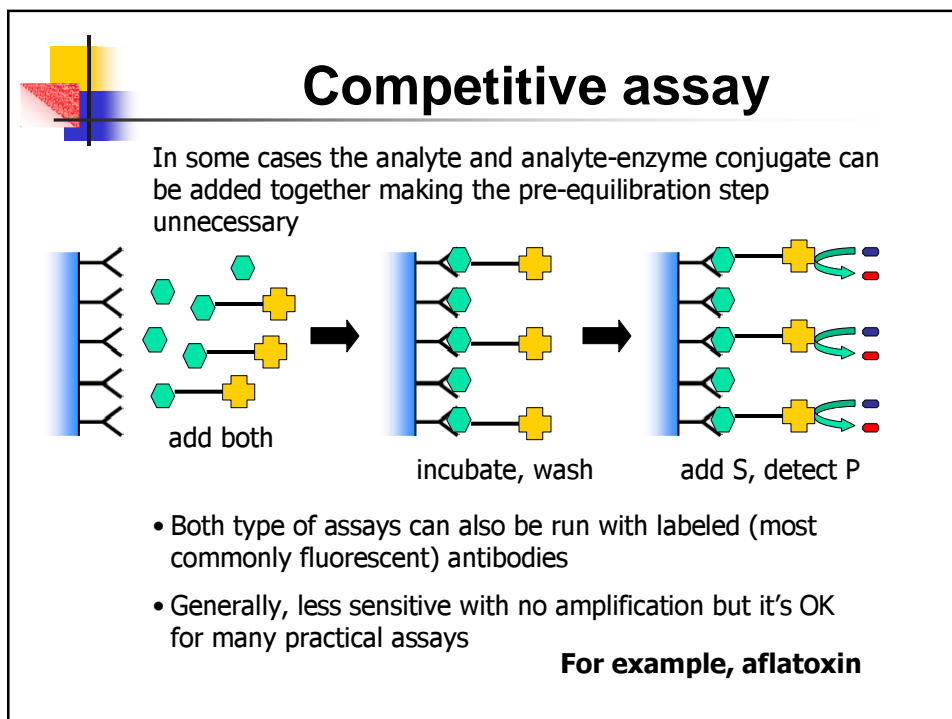 Competitive assay
In some cases the analyte and analyte-enzyme conjugate can
be added together making the pre-equilibration step
unnecessary
add both
incubate, wash
add S, detect P
• Both type of assays can also be run with labeled (most
commonly fluorescent) antibodies
• Generally, less sensitive with no amplification but it's OK
for many practical assays
For example, aflatoxin